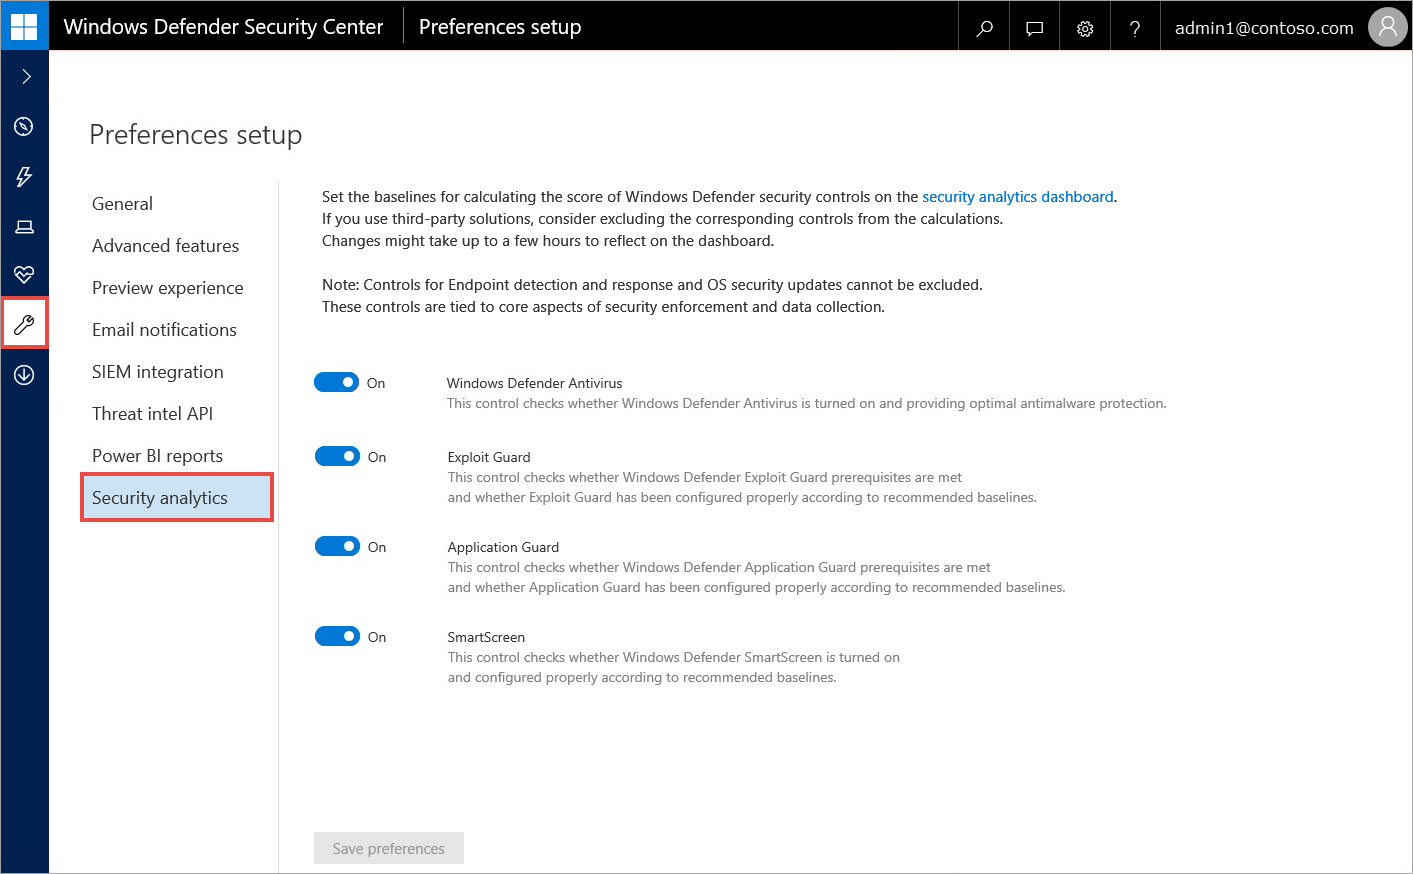 Windows Defender Security Center
Preferences setup
?
admin1@contoso.com
Preferences setup
General
Advanced features
Preview experience
Email notifications
SIEM integration
Threat intel API
Power BI reports
Security analytics
Set the baselines for calculating the score of Windows Defender security controls on the security analytics dashboard.
If you use third-party solutions, consider excluding the corresponding controls from the calculations.
Changes might take up to a few hours to reflect on the dashboard.
Note: Controls for Endpoint detection and response and OS security updates cannot be excluded.
These controls are tied to core aspects of security enforcement and data collection.
On
Windows Defender Antivirus
This control checks whether Windows Defender Antivirus is turned on and providing optimal antimalware protection.
On
Exploit Guard
This control checks whether Windows Defender Exploit Guard prerequisites are met
and whether Exploit Guard has been configured properly according to recommended baselines.
On
Application Guard
This control checks whether Windows Defender Application Guard prerequisites are met
and whether Application Guard has been configured properly according to recommended baselines.
On
SmartScreen
This control checks whether Windows Defender SmartScreen is turned on
and configured properly according to recommended baselines.
Save preferences